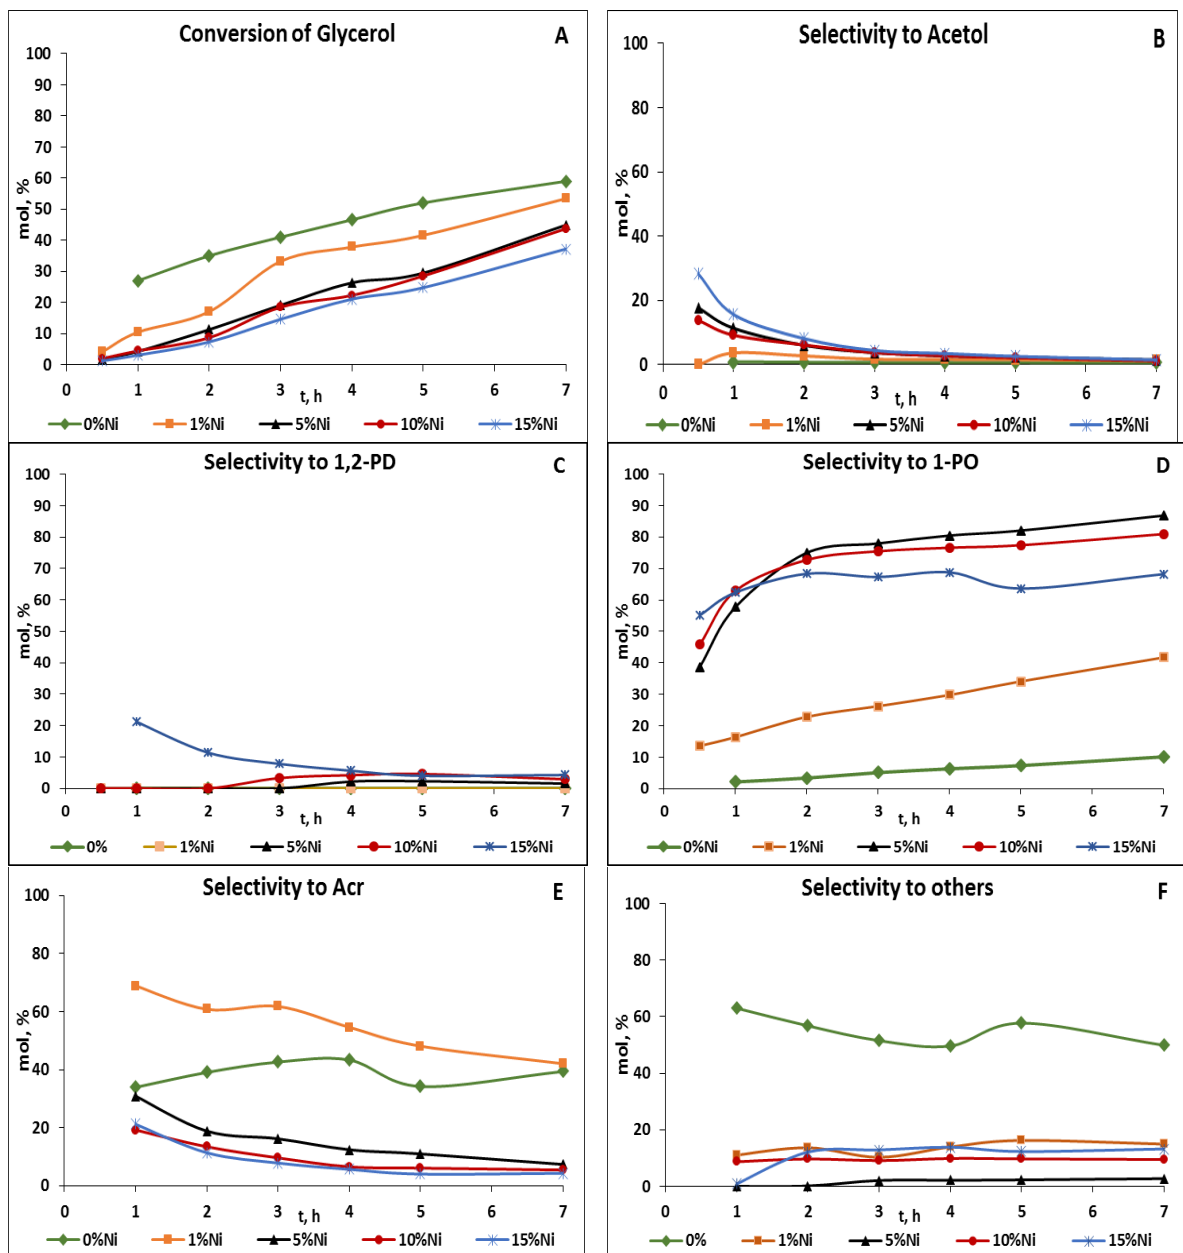 Conversion of Glycerol A
100
90
80
70
60
50
40
30
20
10
0
mol, %
0 1 2 3 4 5 6 7
t, h
0%Ni 1%Ni 5%Ni 10%Ni 15%Ni
Selectivity to Acetol B
100
80
60
40
20
0
mol, %
0 1 2 3 4 5 6 7
t, h
0%Ni 1%Ni 5%Ni 10%Ni 15%Ni
Selectivity to 1,2-PD C
100
90
80
70
60
50
40
30
20
10
0
mol, %
0 1 2 3 4 5 6 7
t, h
0% 1%Ni 5%Ni 10%Ni 15%Ni
Selectivity to 1-PO D
100
90
80
70
60
50
40
30
20
10
0
mol, %
0 1 2 3 4 5 6 7
t, h
0%Ni 1%Ni 5%Ni 10%Ni 15%Ni
Selectivity to Acr E
100
80
60
40
20
0
mol, %
0 1 2 3 4 5 6 7
t, h
0%Ni 1%Ni 5%Ni 10%Ni 15%Ni
Selectivity to others F
100
80
60
40
20
0
mol, %
0 1 2 3 4 5 6 7
t, h
0% 1%Ni 5%Ni 10%Ni 15%Ni